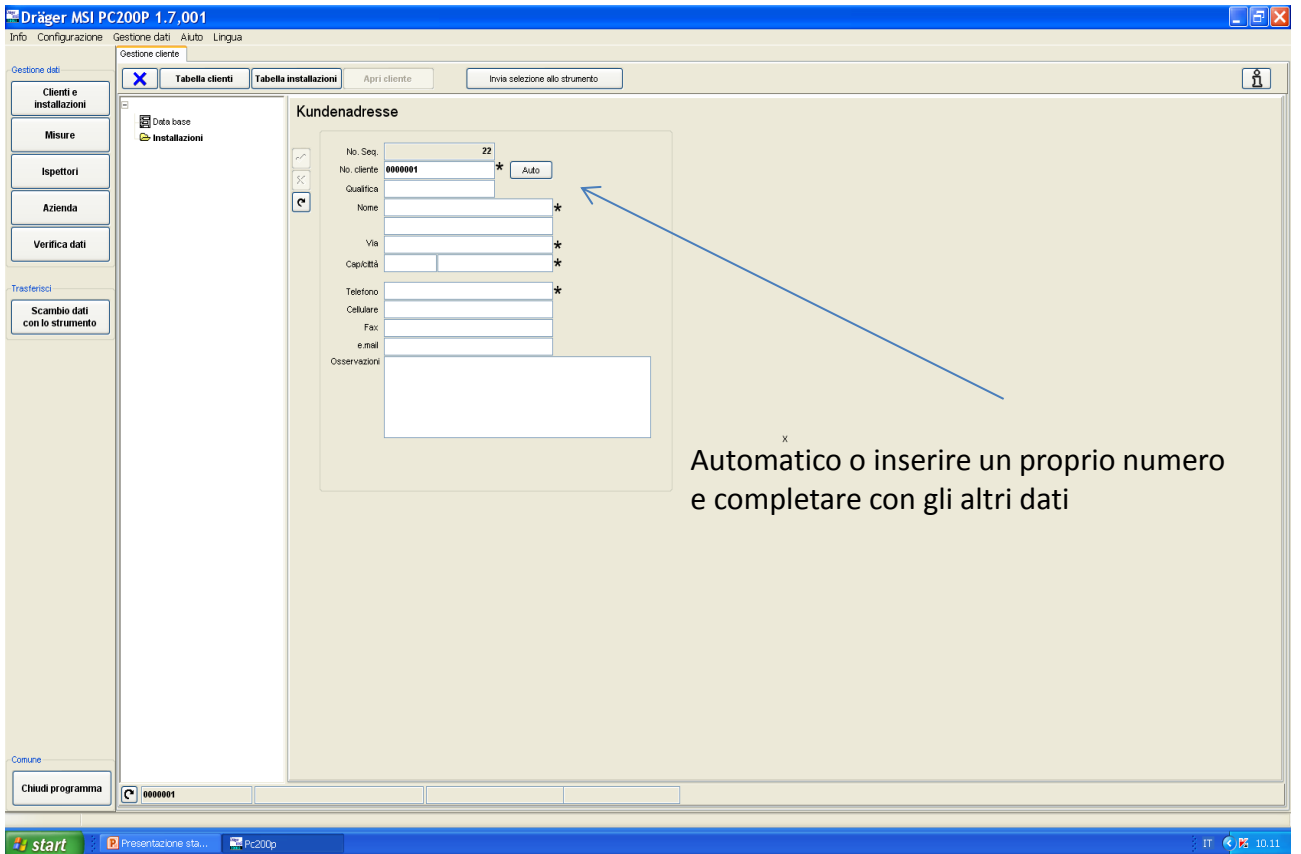 Dräger MSI PC200P 1.7,001
Info Configurazione Gestione dati Aiuto Lingua
Gestione cliente
Gestione dati
Clienti e
installazioni
Misure
Ispettori
Azienda
Verifica dati
Trasferisci
Scambio dati
con lo strumento
Comune
Chiudi programma
Tabella clienti Tabella installazioni Apri cliente Invia selezione allo strumento
Data base
Installazioni
Kundenadresse
No. Seq. 22
No. cliente 0000001 * Auto
Qualifica
Nome *
Via *
Cap/città *
Telefono *
Cellulare
Fax
e.mail
Osservazioni
x
Automatico o inserire un proprio numero
e completare con gli altri dati
0000001
start Presentazione sta... Pc200p IT 10.11